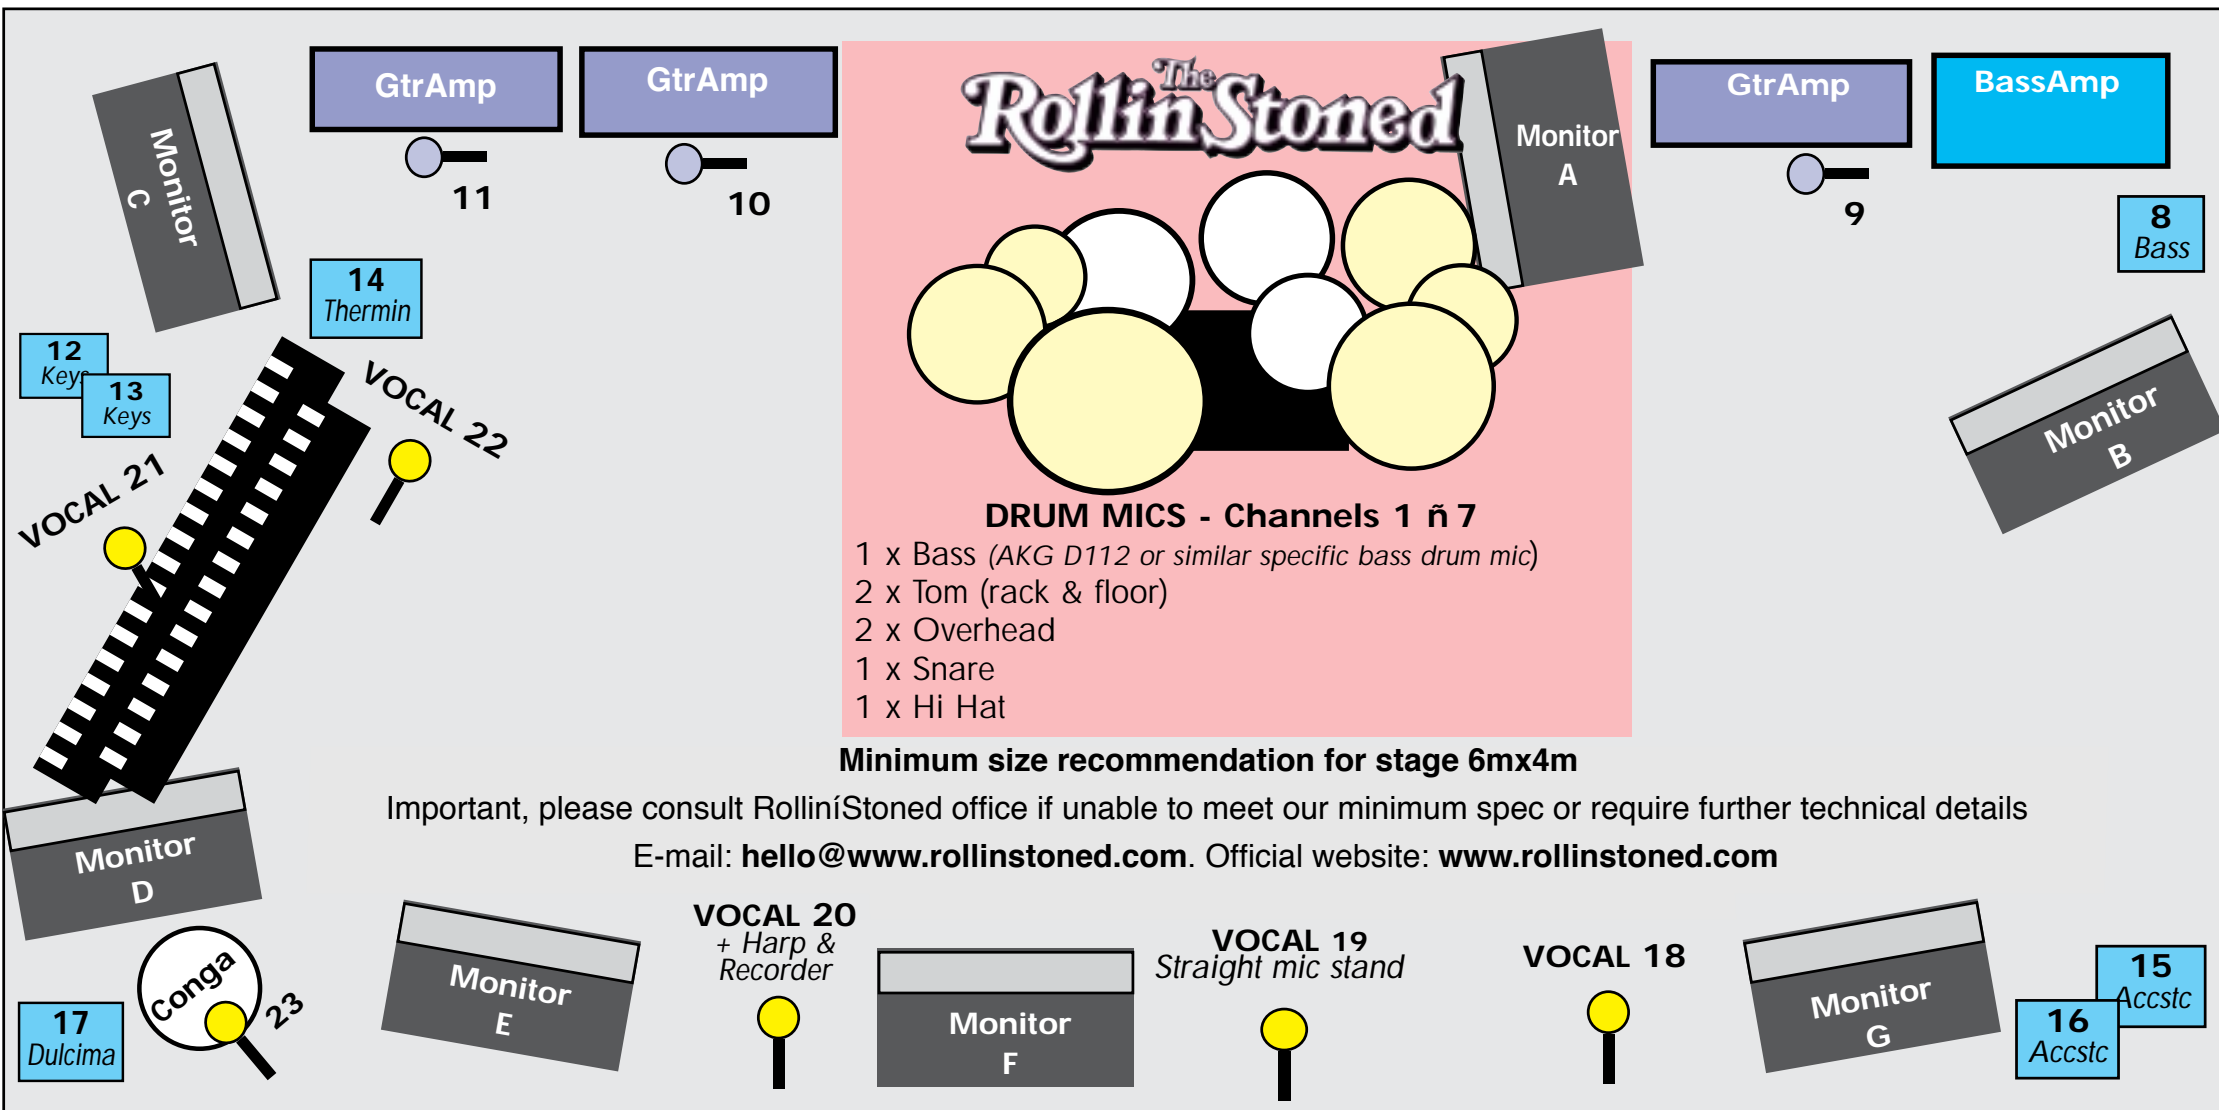 GtrAmp
GtrAmp
The
Rollin Stoned
Monitor
A
GtrAmp
BassAmp
Monitor
C
11
10
9
8
Bass
14
Thermin
12
Keys
13
Keys
VOCAL 22
VOCAL 21
Monitor
B
DRUM MICS - Channels 1 ñ 7
1 x Bass (AKG D112 or similar specific bass drum mic)
2 x Tom (rack & floor)
2 x Overhead
1 x Snare
1 x Hi Hat
Minimum size recommendation for stage 6mx4m
Important, please consult RolliníStoned office if unable to meet our minimum spec or require further technical details
E-mail: hello@www.rollinstoned.com. Official website: www.rollinstoned.com
Monitor
D
Conga
23
17
Dulcima
Monitor
E
VOCAL 20
+ Harp &
Recorder
Monitor
F
VOCAL 19
Straight mic stand
VOCAL 18
Monitor
G
15
Accstc
16
Accstc